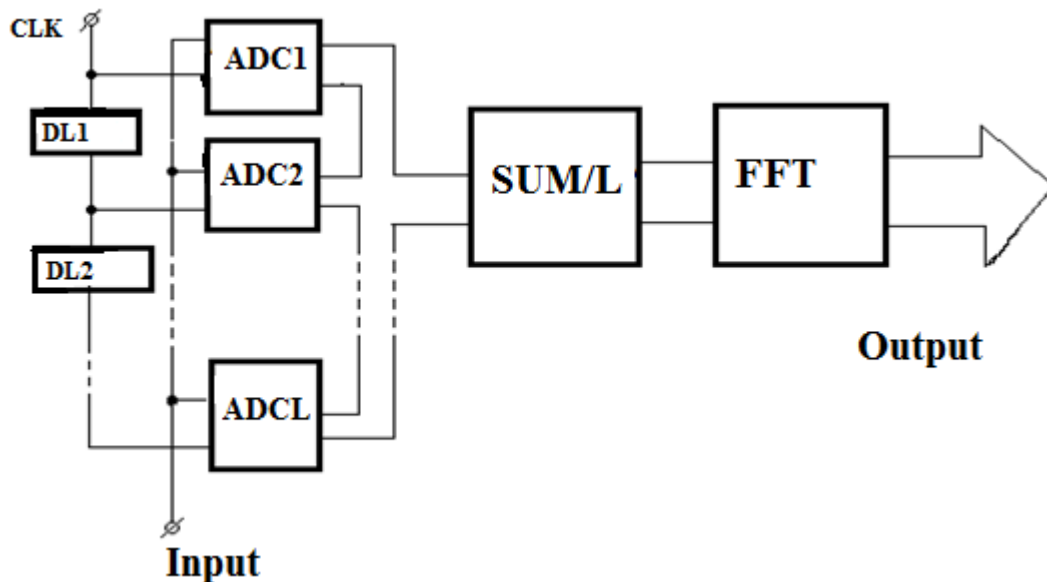 CLK
ADC1
DL1
ADC2
SUM/L
FFT
DL2
Output
ADCL
Input